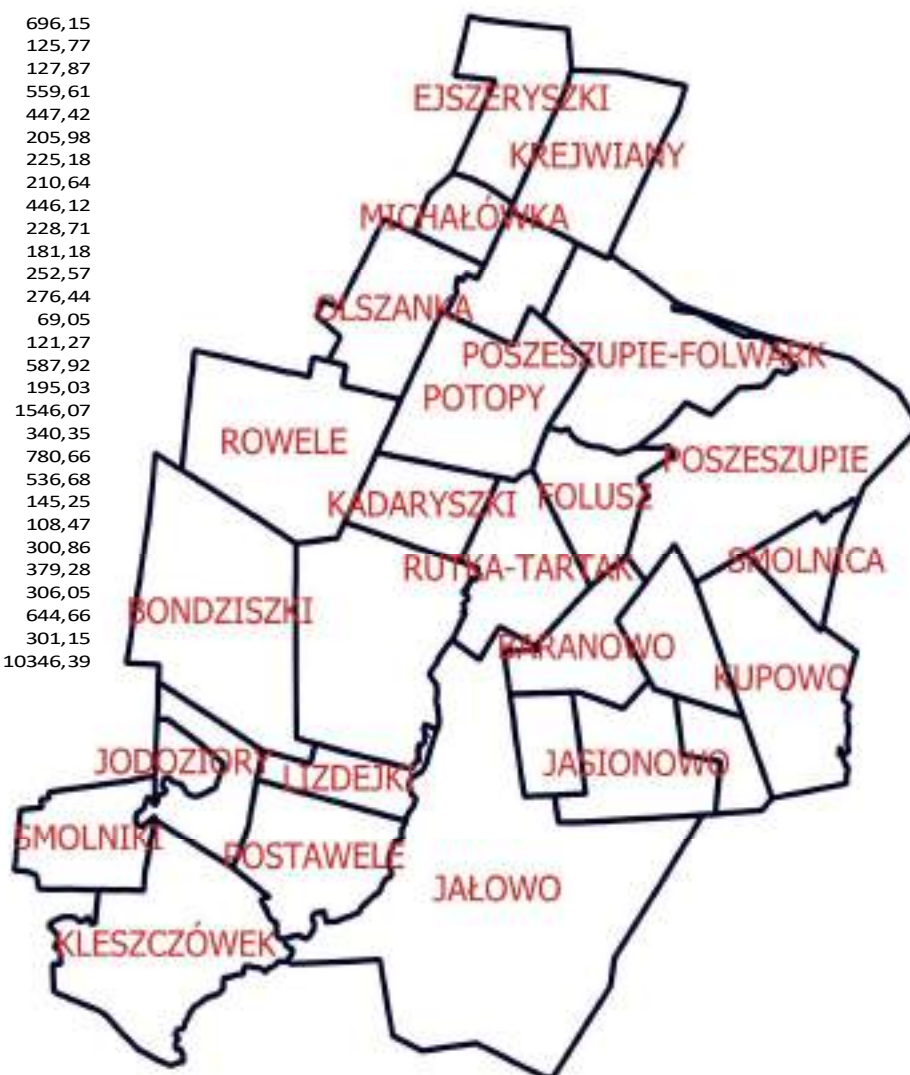 696,15
125,77
127,87
559,61
447,42
205,98
225,18
210,64
446,12
228,71
181,18
252,57
276,44
69,05
121,27
587,92
195,03
1546,07
340,35
780,66
536,68
145,25
108,47
300,86
379,28
306,05
644,66
301,15
10346,39
EJSZERYSZKI
KREJWIANY
MICHAŁÓWKA
OLSZANKA
POSZESZUPIE-FOLWARK
POTOPY
ROWELE
POSZESZUPIE
KADARYSZKI
FOLUSZ
RUTKA-TARTAK
SMOLNICA
BONDZISZKI
BARANOWO
KUPOWO
JODOZIORY
LIZDEJKI
JASIONOWO
SMOLNIKI
POSTAWELE
JAŁOWO
KLESZCZÓWEK